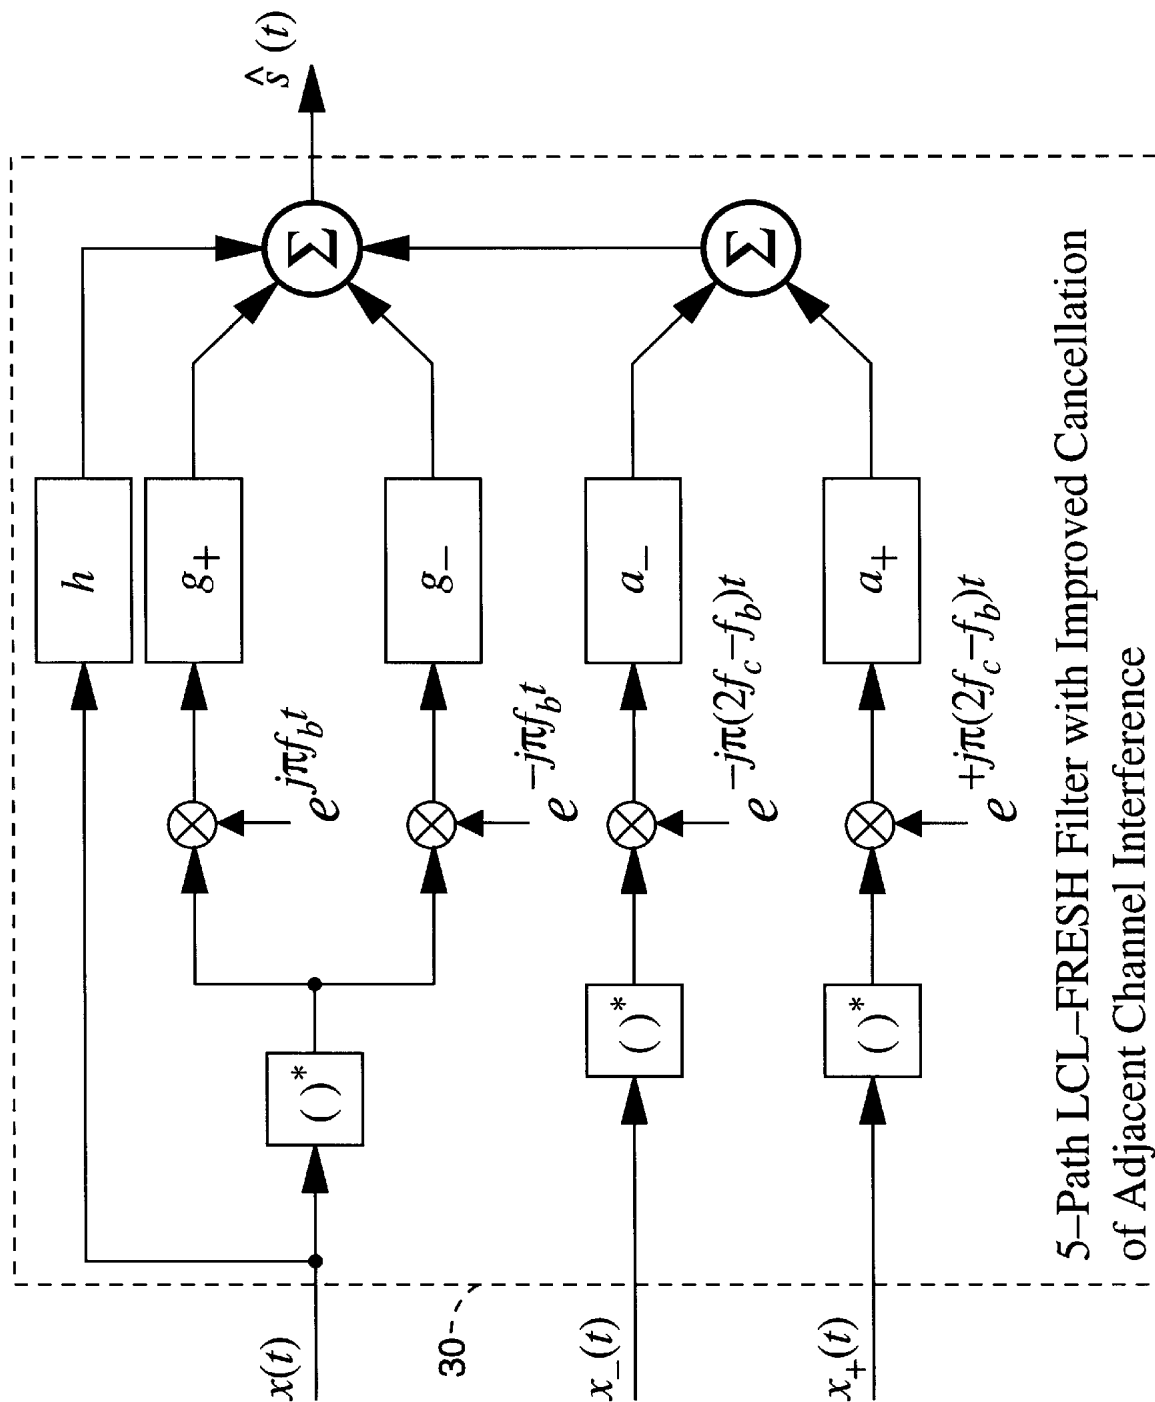 x(t)
30
x_(t)
x+(t)
( )*
( )*
( )*
e^{jπf_b t}
e^{-jπf_b t}
e^{-jπ(2f_c–f_b)t}
e^{+jπ(2f_c–f_b)t}
h
g+
g–
a–
a+
Σ
Σ
ŝ (t)
5–Path LCL–FRESH Filter with Improved Cancellation
of Adjacent Channel Interference